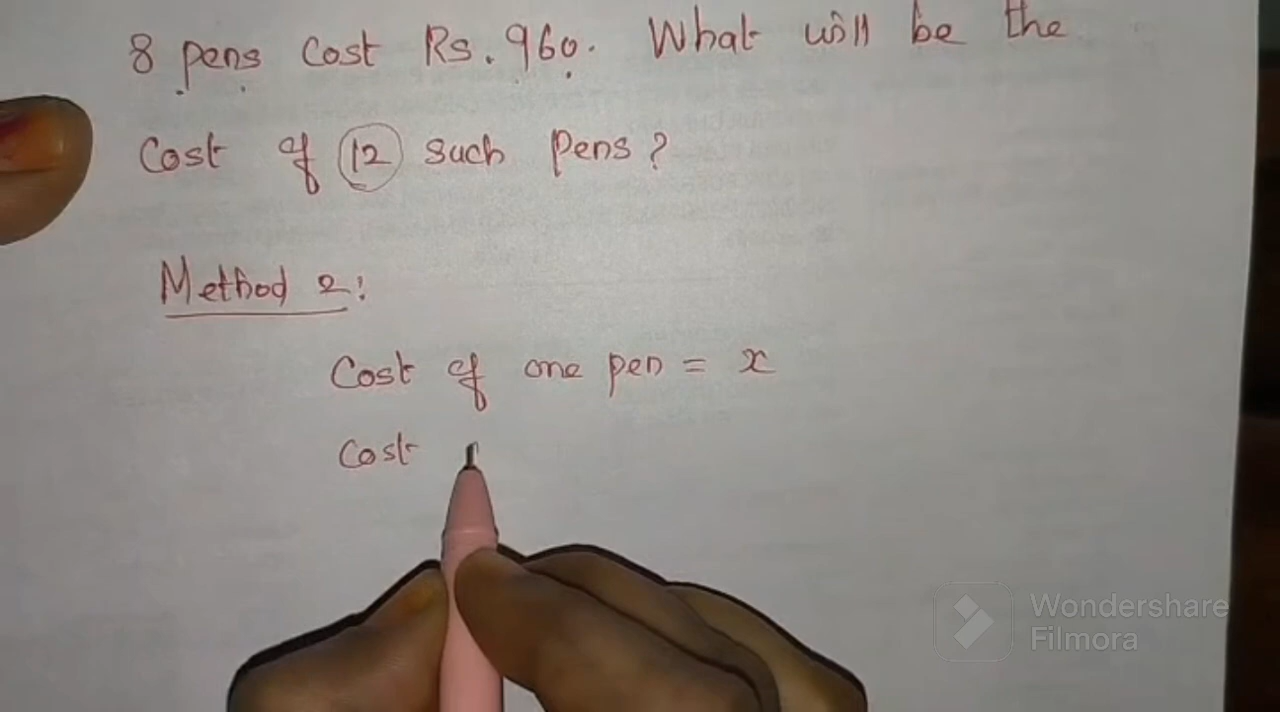 8 pens cost Rs. 960. What will be the
Cost of 12 such pens?
Method 2:
Cost of one pen = x
Cost
Wondershare
Filmora